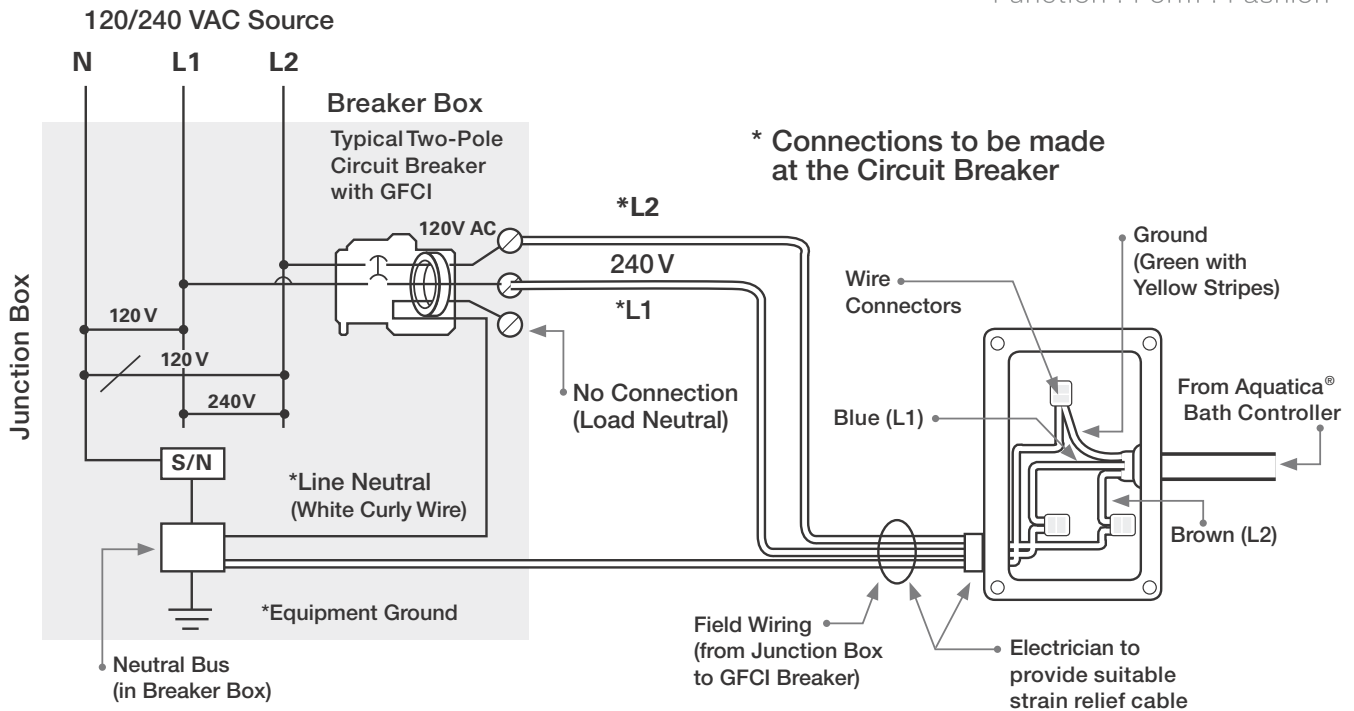 Function . Form . Fashion
120/240 VAC Source
N L1 L2
Breaker Box
Typical Two-Pole
Circuit Breaker
with GFCI
* Connections to be made
at the Circuit Breaker
120V AC
*L2
240 V
*L1
Junction Box
120 V
120 V
240V
No Connection
(Load Neutral)
S/N
*Line Neutral
(White Curly Wire)
*Equipment Ground
Neutral Bus
(in Breaker Box)
Wire
Connectors
Ground
(Green with
Yellow Stripes)
Blue (L1)
From Aquatica®
Bath Controller
Brown (L2)
Field Wiring
(from Junction Box
to GFCI Breaker)
Electrician to
provide suitable
strain relief cable